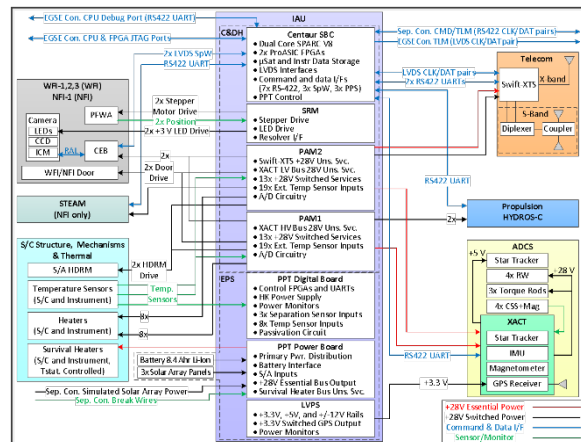 EGSE Con. CPU Debug Port (RS422 UART)
EGSE Con. CPU & FPGA JTAG Ports
2x LVDS SpW
RS422 UART
IAU
C&DH
Centaur SBC
• Dual Core SPARC V8
• 2x ProASIC FPGAs
• µSat and Instr Data Storage
• LVDS Interfaces
• Command and data I/Fs
(7x RS-422, 3x SpW, 3x PPS)
• PPT Control
SRM
• Stepper Drive
• LED Drive
• Resolver I/F
PAM2
• Swift-XTS +28V Uns. Svc.
• XACT LV Bus 28V Uns. Svc.
• 13x +28V Switched Services
• 19x Ext. Temp Sensor Inputs
• A/D Circuitry
PAM1
• XACT HV Bus 28V Uns. Svc.
• 13x +28V Switched Services
• 19x Ext. Temp Sensor Inputs
• A/D Circuitry
EPS
PPT Digital Board
• Control FPGAs and UARTs
• HK Power Supply
• Power Monitors
• 3x Separation Sensor Inputs
• 8x Temp Sensor Inputs
• Passivation Circuit
PPT Power Board
• Primary Pwr. Distribution
• Battery Interface
• S/A Inputs
• +28V Essential Bus Output
• Survival Heater Bus Uns. Svc.
LVPS
• +3.3V, +5V, and +/-12V Rails
• +3.3V Switched GPS Output
• Power Monitors
WFI-1,2,3 (WFI)
NFI-1 (NFI)
Camera
LEDs
CCD
ICM
PFWA
CEB
PAL
WFI/NFI Door
2x Stepper
Motor Drive
2x Position
2x +3 V LED Drive
2x
2x Door
Drive
STEAM
(NFI only)
S/C Structure, Mechanisms
& Thermal
S/A HDRM
Temperature Sensors
(S/C and Instrument)
Heaters
(S/C and Instrument)
Survival Heaters
(S/C and Instrument,
Tstat. Controlled)
2x HDRM
Drive
Temp.
Sensors
8x
8x
Battery 8.4 Ahr Li-Ion
3x Solar Array Panels
Sep. Con. Simulated Solar Array Power
Sep. Con. Break Wires
Sep. Con. CMD/TLM (RS422 CLK/DAT pairs)
EGSE Con. TLM (LVDS CLK/DAT pair)
LVDS CLK/DAT pairs
2x RS422 UARTs
Telecom
Swift-XTS
X band
S-Band
Diplexer
Coupler
RS422 UART
2x
Propulsion
HYDROS-C
ADCS
+5 V
Star Tracker
4x RW
+28 V
3x Torque Rods
4x CSS+Mag.
XACT
Star Tracker
IMU
Magnetometer
GPS Receiver
RS422 UART
+3.3 V
+28V Essential Power
+28V Switched Power
Command & Data I/F
Sensor/Monitor